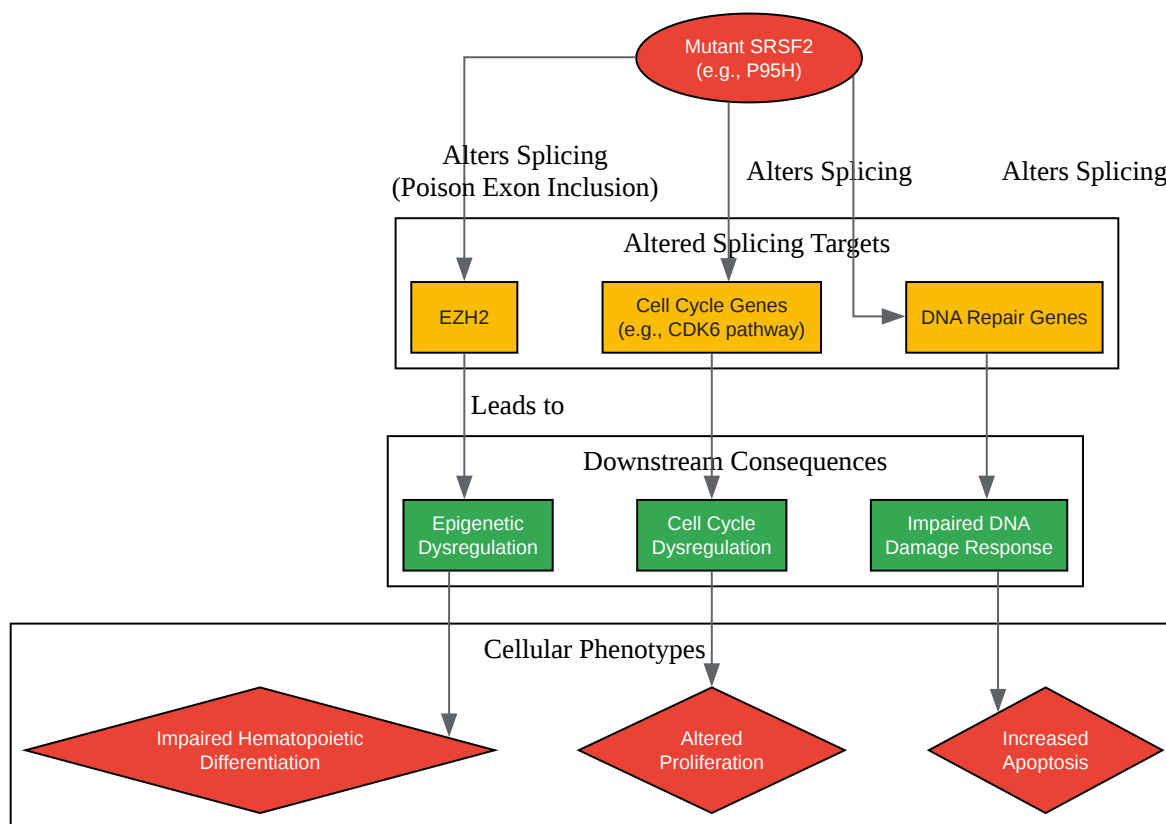 Mutant SRSF2
(e.g., P95H)
Alters Splicing
(Poison Exon Inclusion)
Alters Splicing
Alters Splicing
Altered Splicing Targets
EZH2
Cell Cycle Genes
(e.g., CDK6 pathway)
DNA Repair Genes
Leads to
Downstream Consequences
Epigenetic
Dysregulation
Cell Cycle
Dysregulation
Impaired DNA
Damage Response
Cellular Phenotypes
Impaired Hematopoietic
Differentiation
Altered
Proliferation
Increased
Apoptosis